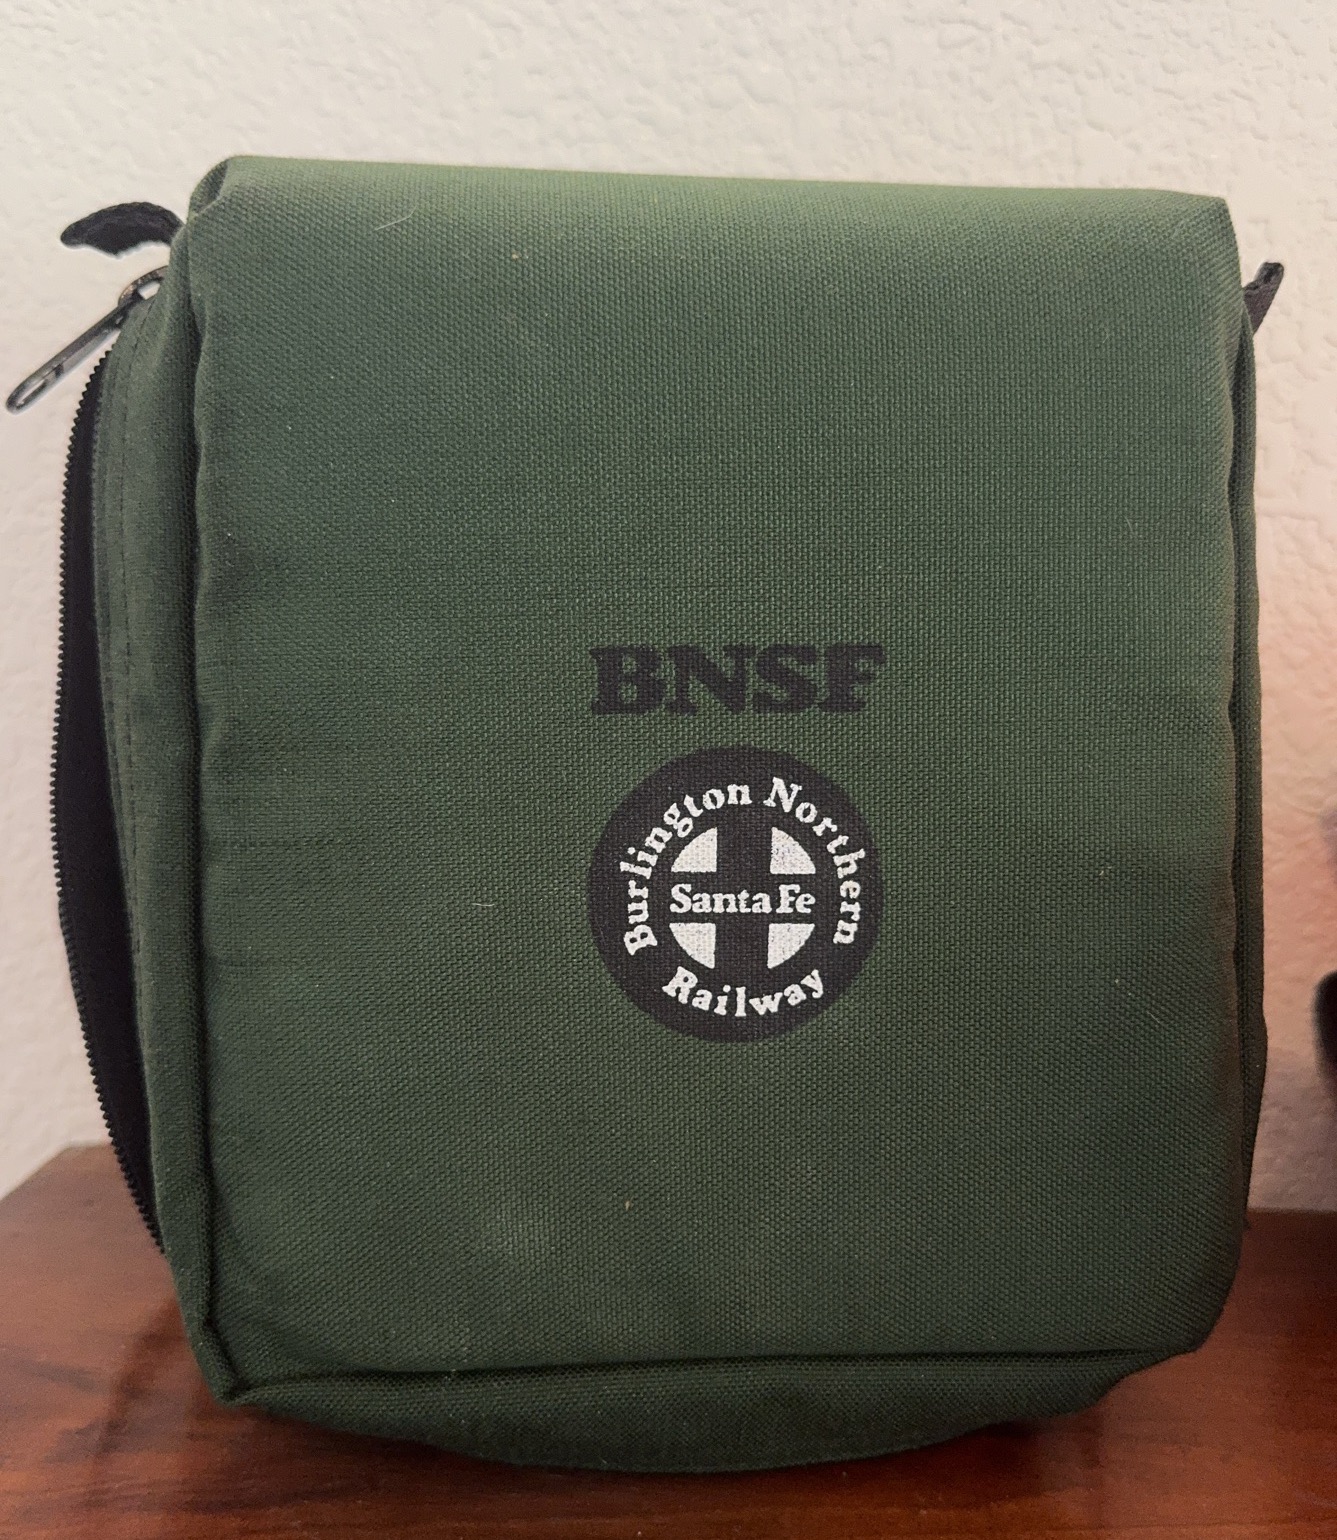 BNSF
Burlington Northern
Santa Fe
Railway